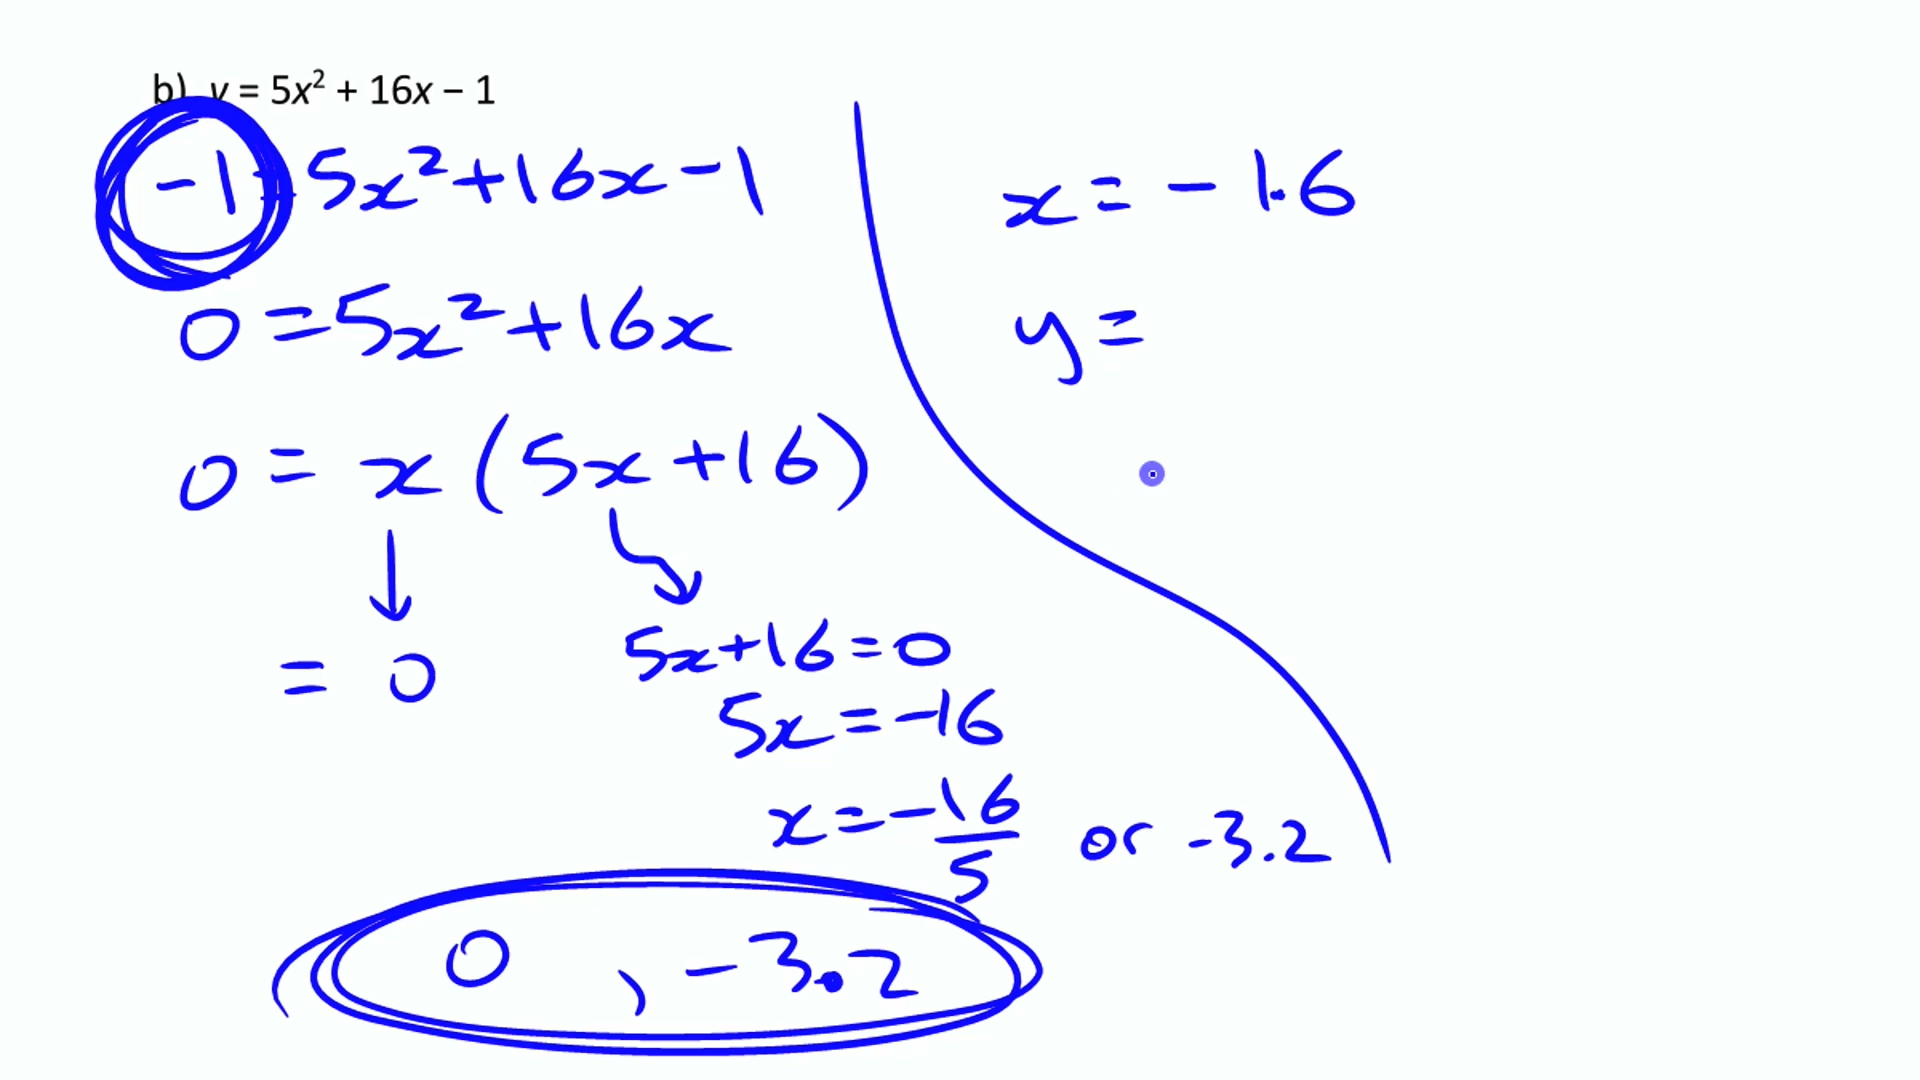 b) y = 5x² + 16x − 1
-1 = 5x²+16x-1
0=5x²+16x
0 = x(5x+16)
= 0
5x+16=0
5x=-16
x=-16/5 or -3.2
0 , -3.2
x= -1.6
y=